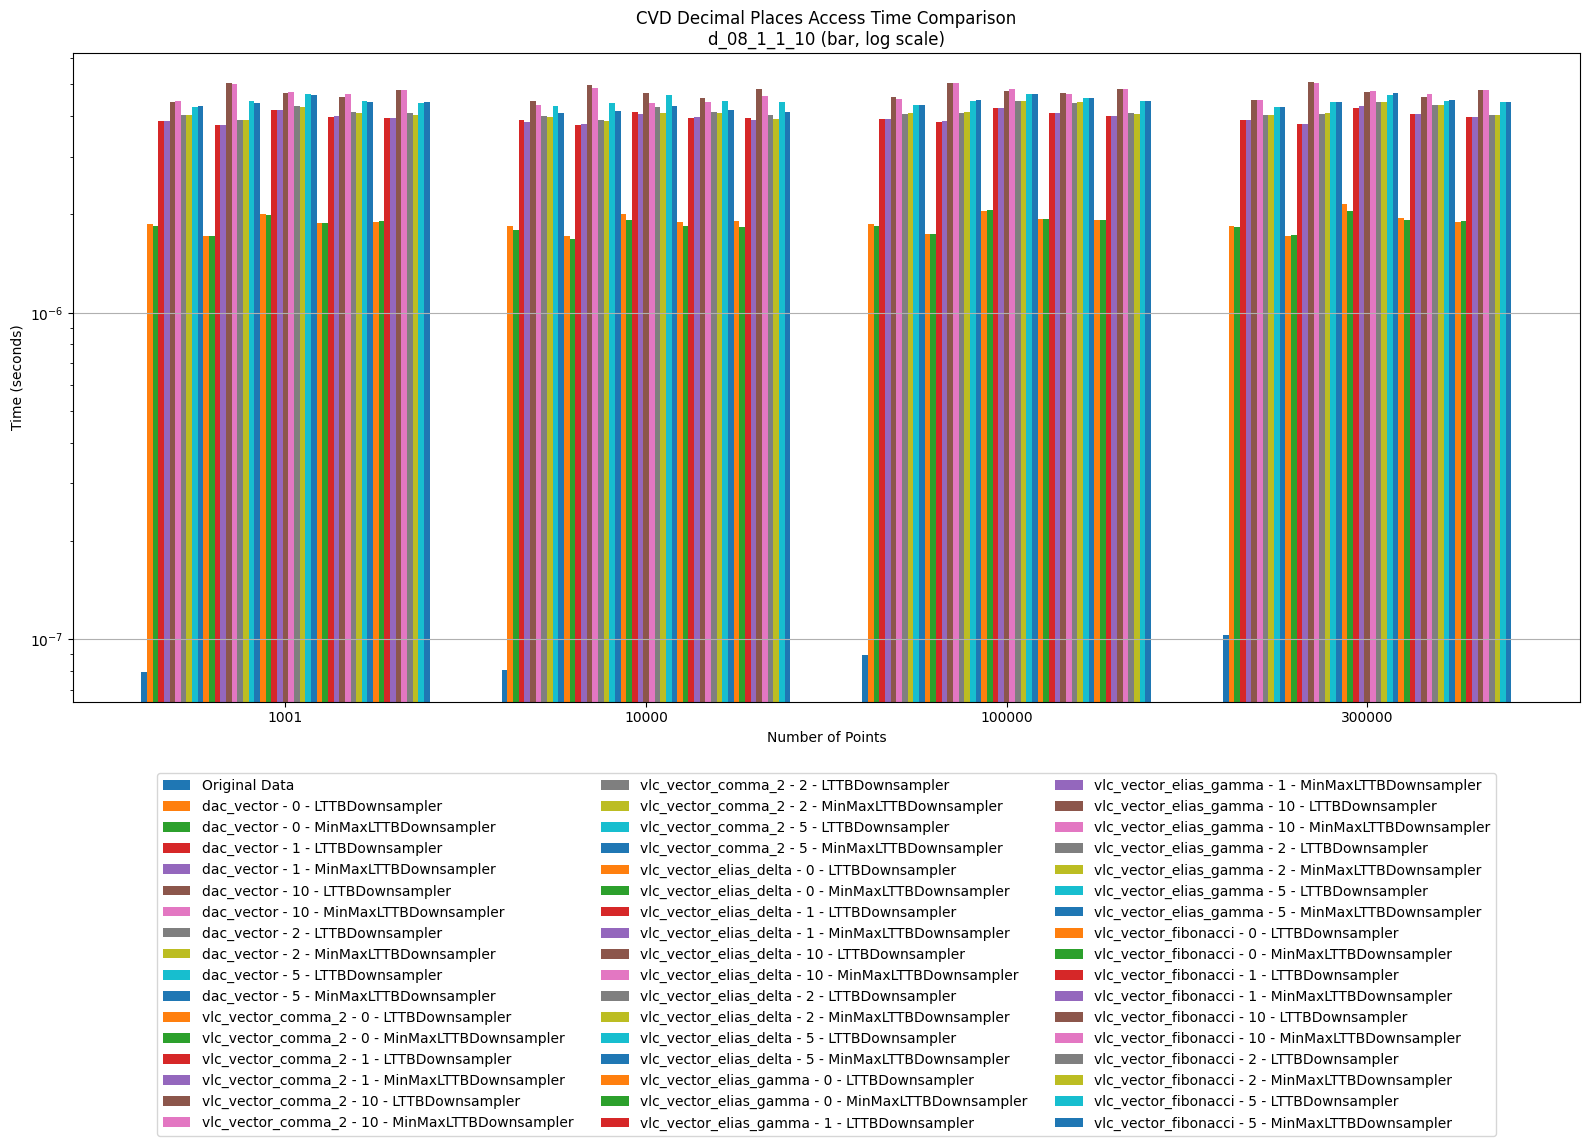 CVD Decimal Places Access Time Comparison
d_08_1_1_10 (bar, log scale)
Time (seconds)
10⁻⁶
10⁻⁷
1001
10000
100000
300000
Number of Points
Original Data
dac_vector - 0 - LTTBDownsampler
dac_vector - 0 - MinMaxLTTBDownsampler
dac_vector - 1 - LTTBDownsampler
dac_vector - 1 - MinMaxLTTBDownsampler
dac_vector - 10 - LTTBDownsampler
dac_vector - 10 - MinMaxLTTBDownsampler
dac_vector - 2 - LTTBDownsampler
dac_vector - 2 - MinMaxLTTBDownsampler
dac_vector - 5 - LTTBDownsampler
dac_vector - 5 - MinMaxLTTBDownsampler
vlc_vector_comma_2 - 0 - LTTBDownsampler
vlc_vector_comma_2 - 0 - MinMaxLTTBDownsampler
vlc_vector_comma_2 - 1 - LTTBDownsampler
vlc_vector_comma_2 - 1 - MinMaxLTTBDownsampler
vlc_vector_comma_2 - 10 - LTTBDownsampler
vlc_vector_comma_2 - 10 - MinMaxLTTBDownsampler
vlc_vector_comma_2 - 2 - LTTBDownsampler
vlc_vector_comma_2 - 2 - MinMaxLTTBDownsampler
vlc_vector_comma_2 - 5 - LTTBDownsampler
vlc_vector_comma_2 - 5 - MinMaxLTTBDownsampler
vlc_vector_elias_delta - 0 - LTTBDownsampler
vlc_vector_elias_delta - 0 - MinMaxLTTBDownsampler
vlc_vector_elias_delta - 1 - LTTBDownsampler
vlc_vector_elias_delta - 1 - MinMaxLTTBDownsampler
vlc_vector_elias_delta - 10 - LTTBDownsampler
vlc_vector_elias_delta - 10 - MinMaxLTTBDownsampler
vlc_vector_elias_delta - 2 - LTTBDownsampler
vlc_vector_elias_delta - 2 - MinMaxLTTBDownsampler
vlc_vector_elias_delta - 5 - LTTBDownsampler
vlc_vector_elias_delta - 5 - MinMaxLTTBDownsampler
vlc_vector_elias_gamma - 0 - LTTBDownsampler
vlc_vector_elias_gamma - 0 - MinMaxLTTBDownsampler
vlc_vector_elias_gamma - 1 - LTTBDownsampler
vlc_vector_elias_gamma - 1 - MinMaxLTTBDownsampler
vlc_vector_elias_gamma - 10 - LTTBDownsampler
vlc_vector_elias_gamma - 10 - MinMaxLTTBDownsampler
vlc_vector_elias_gamma - 2 - LTTBDownsampler
vlc_vector_elias_gamma - 2 - MinMaxLTTBDownsampler
vlc_vector_elias_gamma - 5 - LTTBDownsampler
vlc_vector_elias_gamma - 5 - MinMaxLTTBDownsampler
vlc_vector_fibonacci - 0 - LTTBDownsampler
vlc_vector_fibonacci - 0 - MinMaxLTTBDownsampler
vlc_vector_fibonacci - 1 - LTTBDownsampler
vlc_vector_fibonacci - 1 - MinMaxLTTBDownsampler
vlc_vector_fibonacci - 10 - LTTBDownsampler
vlc_vector_fibonacci - 10 - MinMaxLTTBDownsampler
vlc_vector_fibonacci - 2 - LTTBDownsampler
vlc_vector_fibonacci - 2 - MinMaxLTTBDownsampler
vlc_vector_fibonacci - 5 - LTTBDownsampler
vlc_vector_fibonacci - 5 - MinMaxLTTBDownsampler